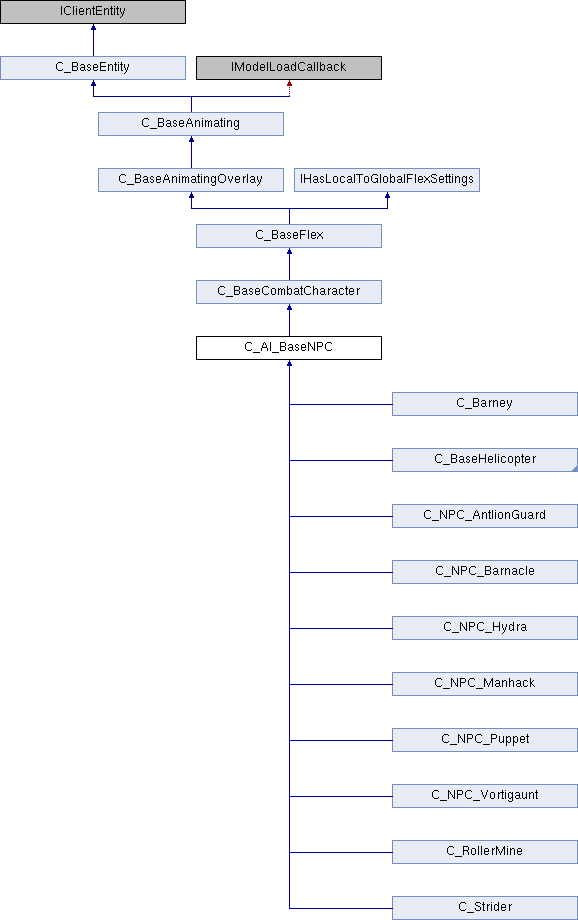 IClientEntity
C_BaseEntity
IModelLoadCallback
C_BaseAnimating
C_BaseAnimatingOverlay
IHasLocalToGlobalFlexSettings
C_BaseFlex
C_BaseCombatCharacter
C_AI_BaseNPC
C_Barney
C_BaseHelicopter
C_NPC_AntlionGuard
C_NPC_Barnacle
C_NPC_Hydra
C_NPC_Manhack
C_NPC_Puppet
C_NPC_Vortigaunt
C_RollerMine
C_Strider